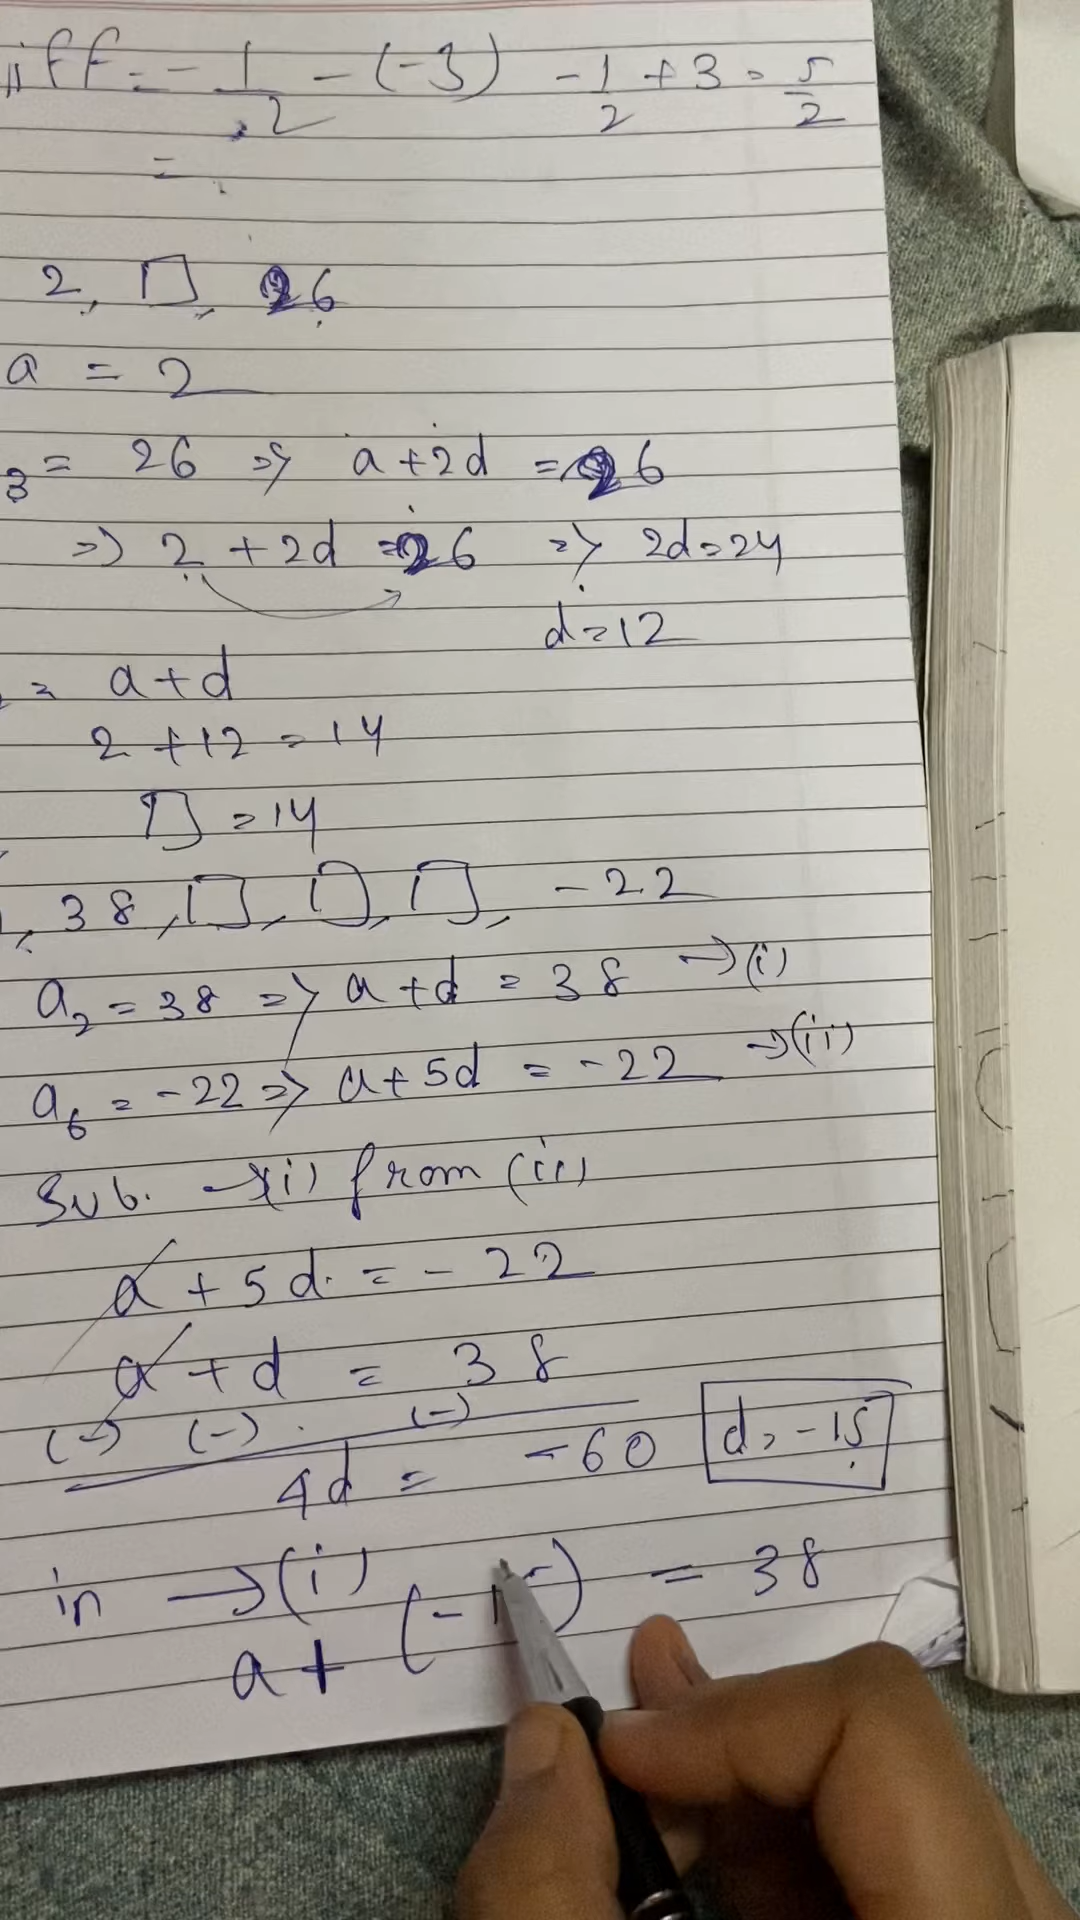 iff = - 1/2 - (-3) -1/2 + 3 = 5/2
=
2, □, 26
a = 2
3 = 26 => a + 2d = 26
=> 2 + 2d = 26 => 2d = 24
d = 12
= a + d
2 + 12 = 14
□ = 14
, 38, □, □, □, -22
a₂ = 38 => a + d = 38 → (i)
a₆ = -22 => a + 5d = -22 → (ii)
Sub. → (i) from (ii)
a + 5d = -22
a + d = 38
(-) (-) (-)
4d = -60 d = -15
in → (i)
a + (-15) = 38